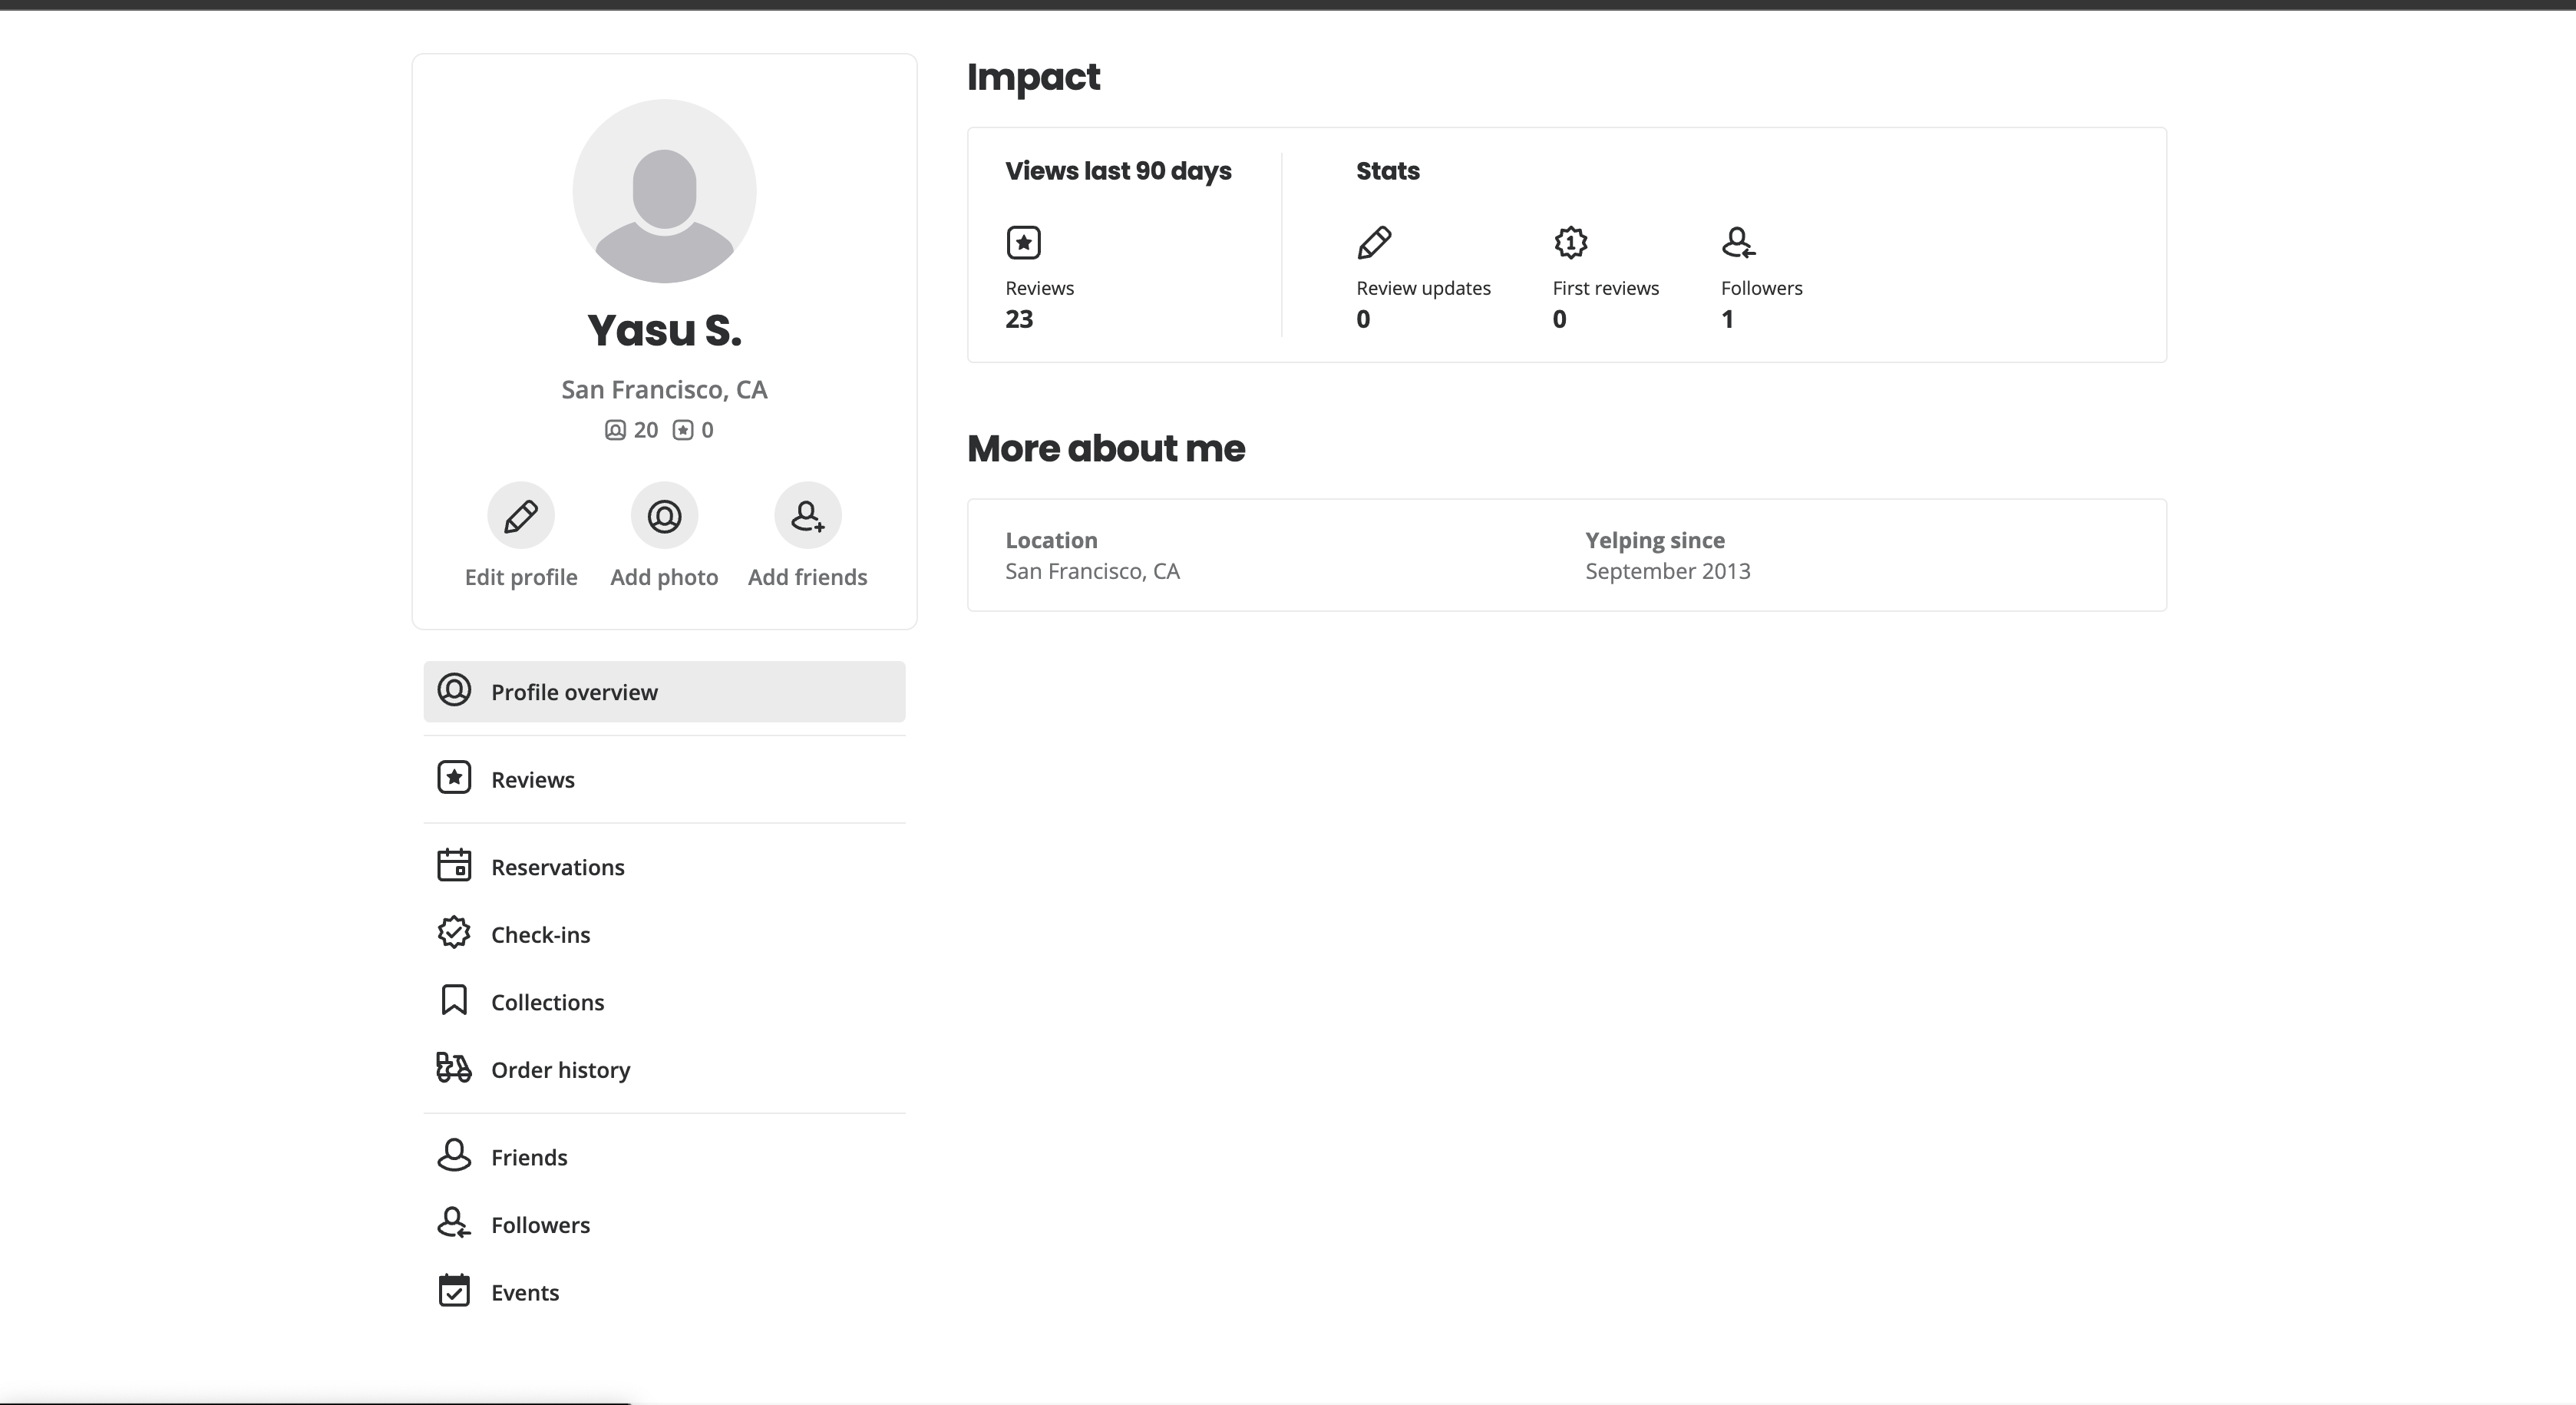 Yasu S.
San Francisco, CA
20 0
Edit profile Add photo Add friends
Profile overview
Reviews
Reservations
Check-ins
Collections
Order history
Friends
Followers
Events
Impact
Views last 90 days
Reviews
23
Stats
Review updates
0
First reviews
1
0
Followers
1
More about me
Location
San Francisco, CA
Yelping since
September 2013